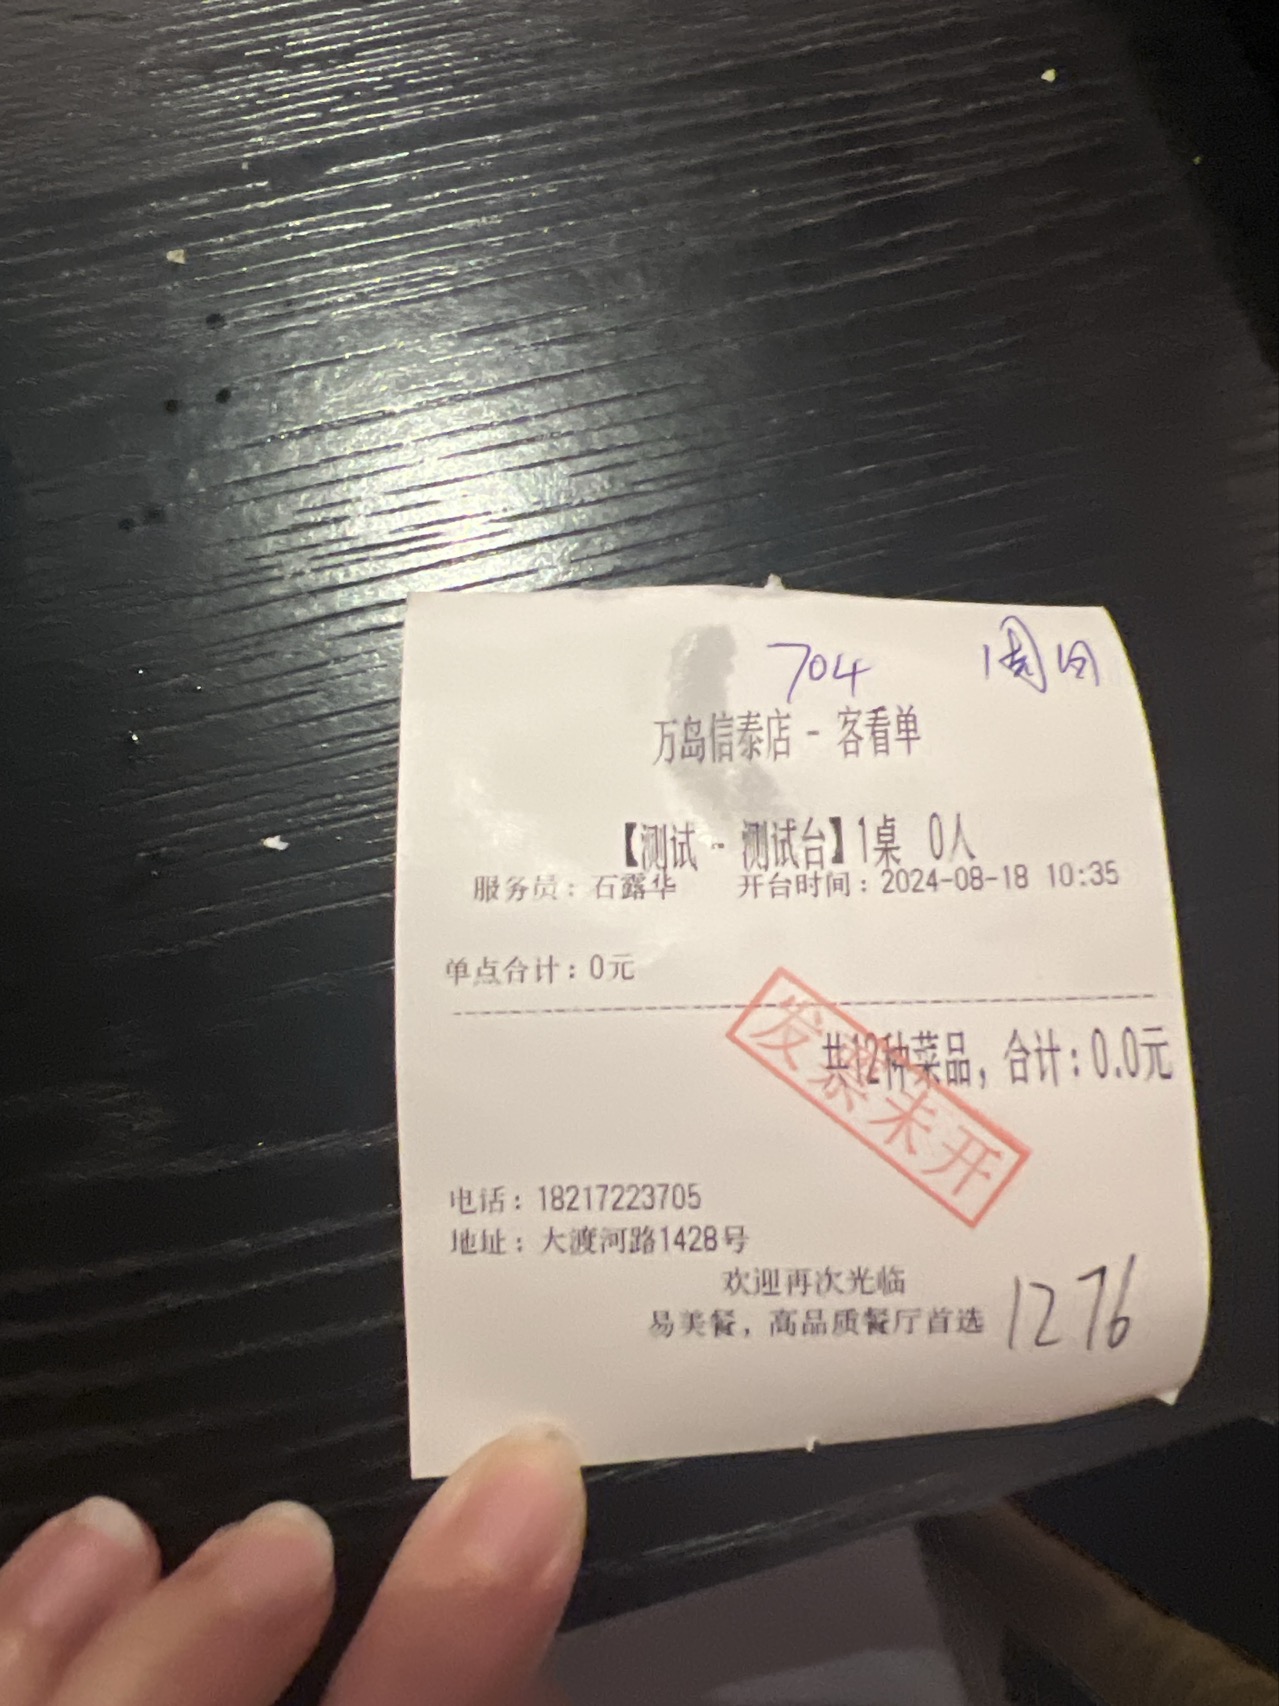 704 周日
万岛信泰店 - 客看单
【测试 - 测试台】1桌 0人
服务员：石露华 开台时间：2024-08-18 10:35
单点合计：0元
共12种菜品，合计：0.0元
发票未开
电话：18217223705
地址：大渡河路1428号
欢迎再次光临
易美餐，高品质餐厅首选
1276